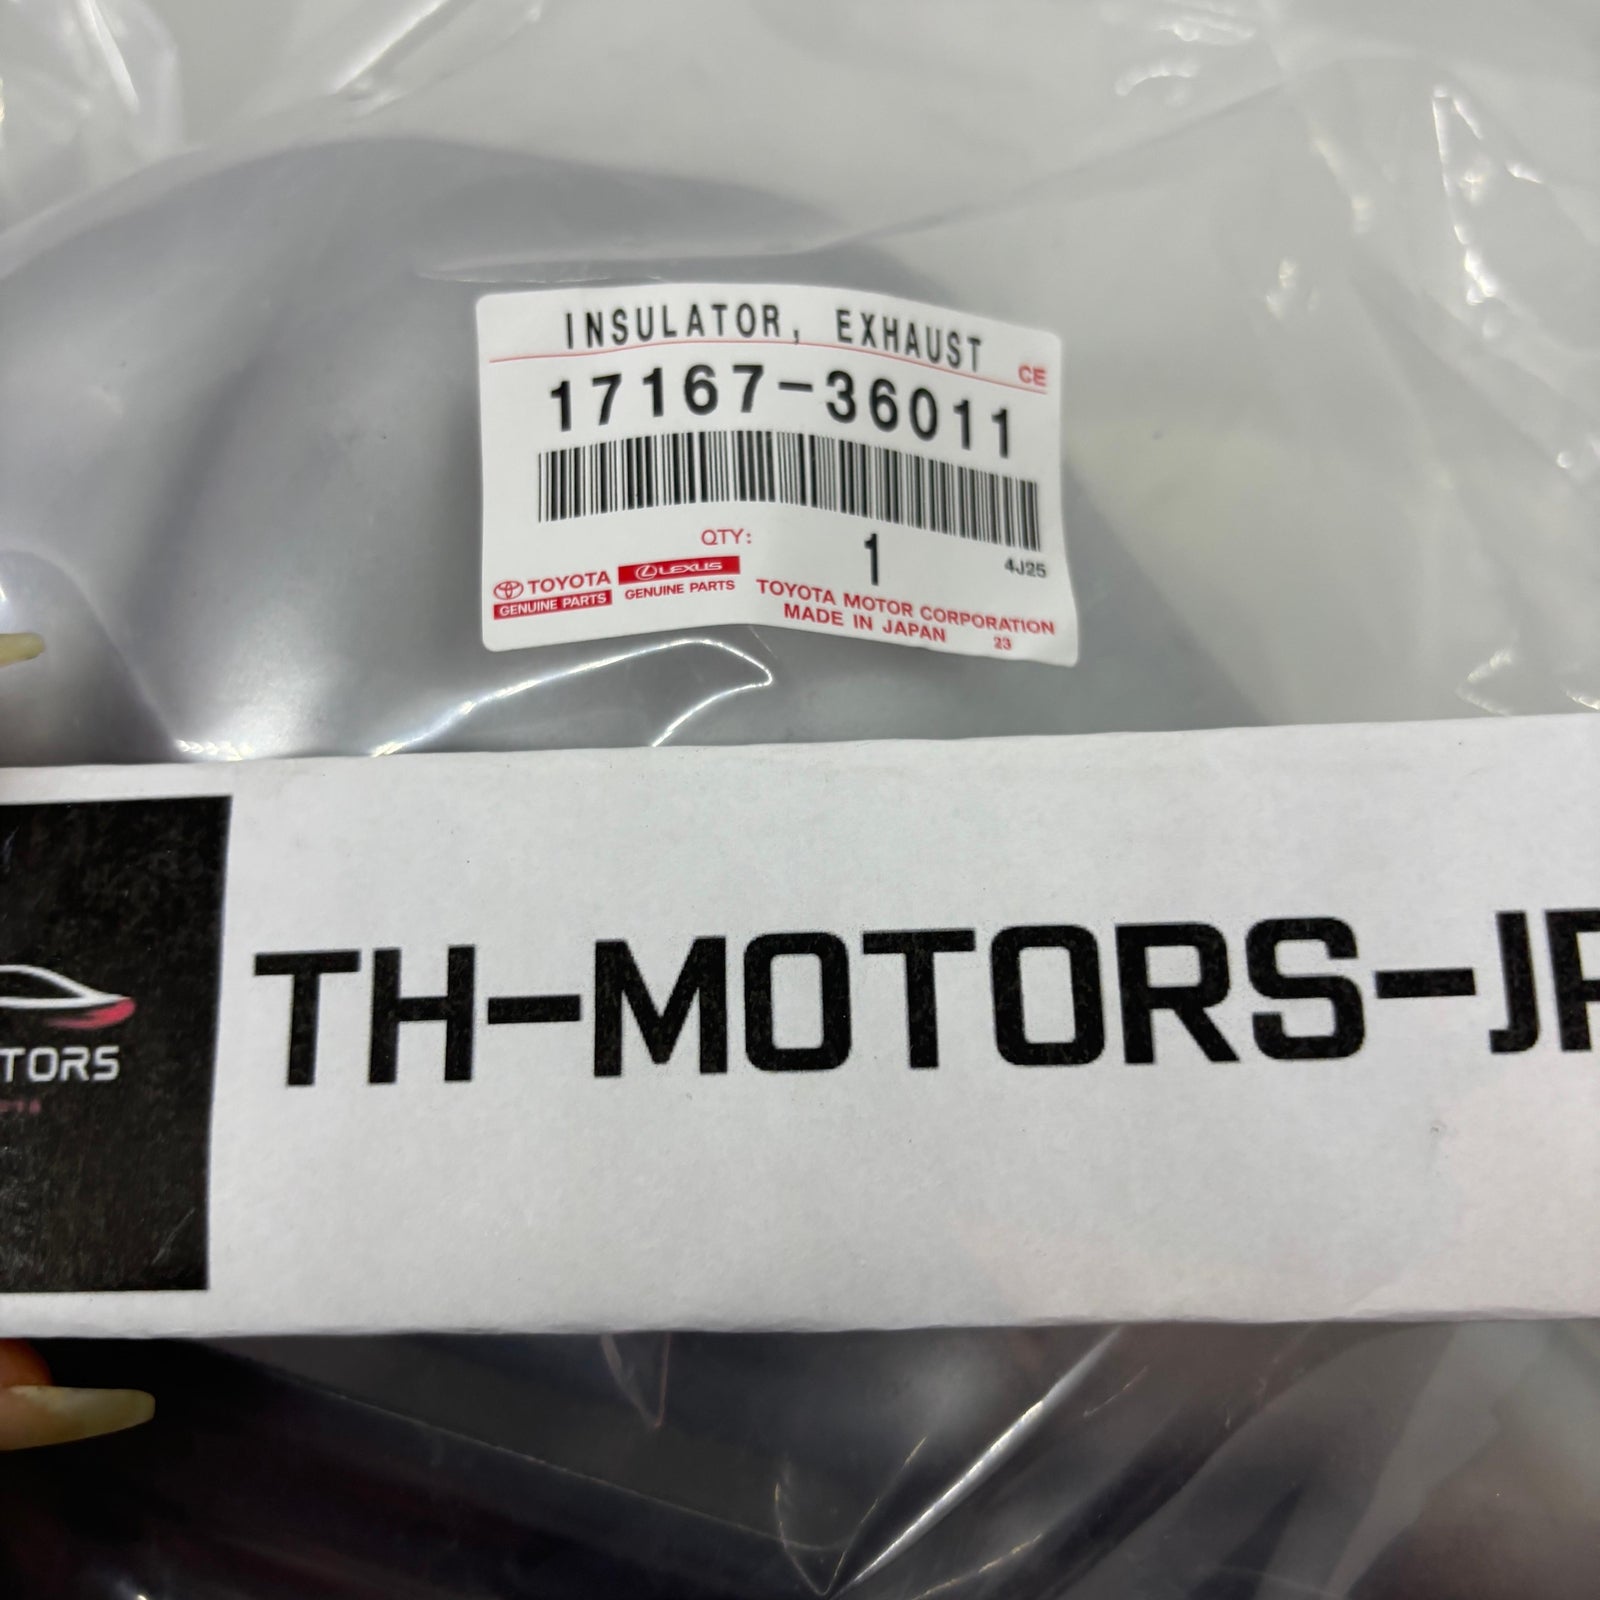 INSULATOR, EXHAUST
CE
17167-36011
QTY: 1
4J25
TOYOTA
GENUINE PARTS
LEXUS
GENUINE PARTS
TOYOTA MOTOR CORPORATION
MADE IN JAPAN 23
TORS
TH-MOTORS-JP